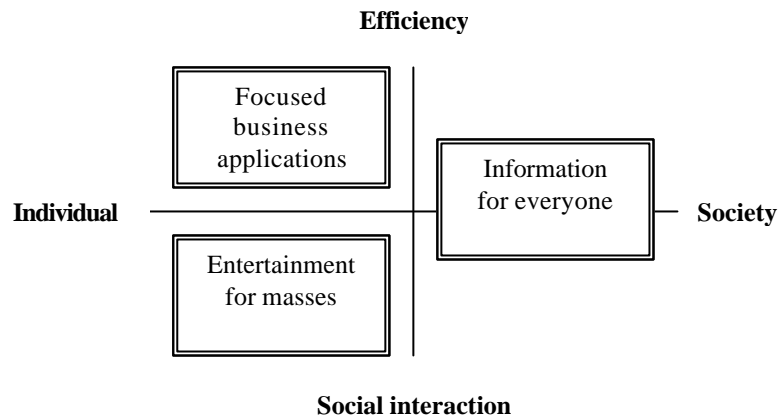 Efficiency
Focused
business
applications
Information
for everyone
Individual
Society
Entertainment
for masses
Social interaction